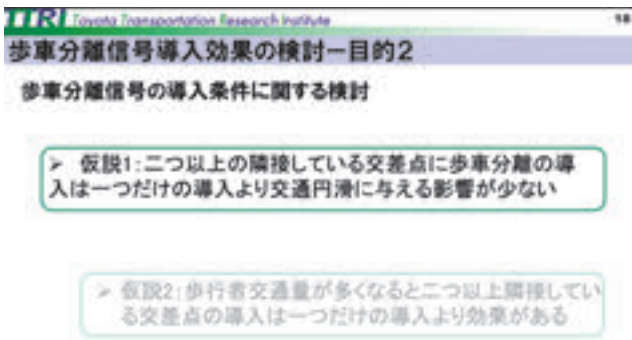 TTRI Toyota Transportation Research Institute
18
歩車分離信号導入効果の検討－目的2
歩車分離信号の導入条件に関する検討
➢ 仮説1:二つ以上の隣接している交差点に歩車分離の導
入は一つだけの導入より交通円滑に与える影響が少ない
➢ 仮説2:歩行者交通量が多くなると二つ以上隣接してい
る交差点の導入は一つだけの導入より効果がある